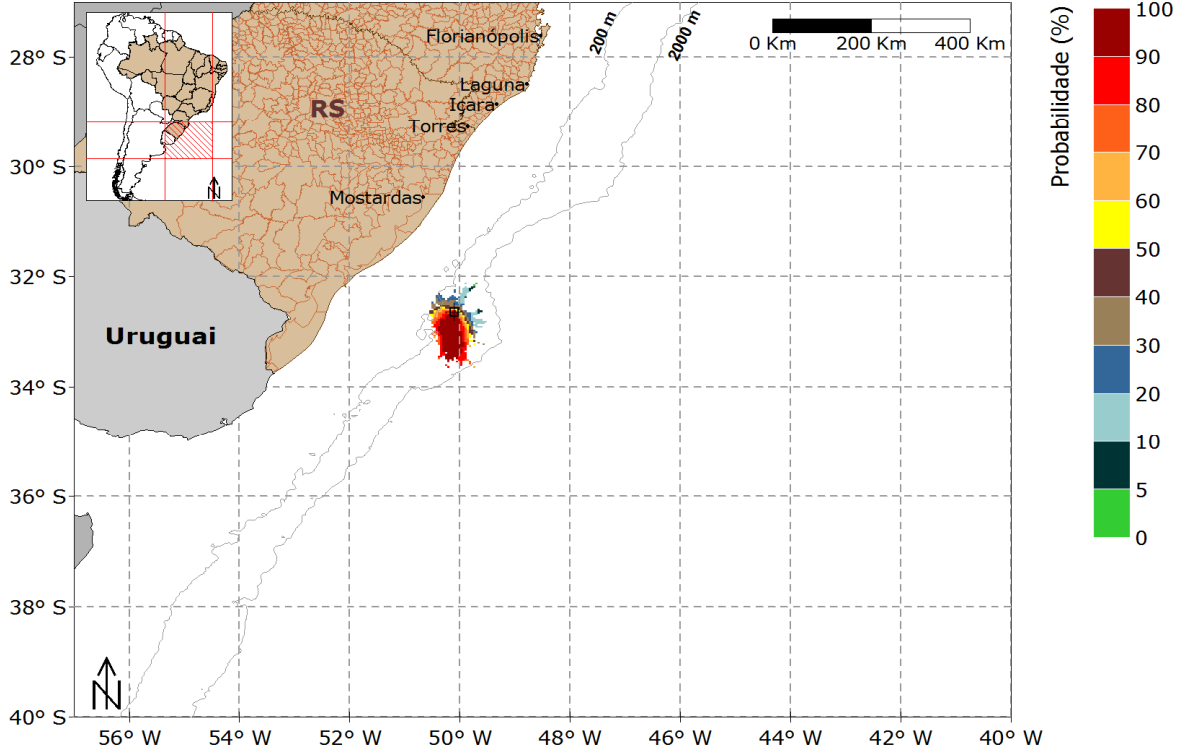 200 m
2000 m
0 Km 200 Km 400 Km
Florianópolis
Laguna
Içara
Torres
Mostardas
RS
Uruguai
N
N
28° S
30° S
32° S
34° S
36° S
38° S
40° S
56° W 54° W 52° W 50° W 48° W 46° W 44° W 42° W 40° W
Probabilidade (%)
100
90
80
70
60
50
40
30
20
10
5
0